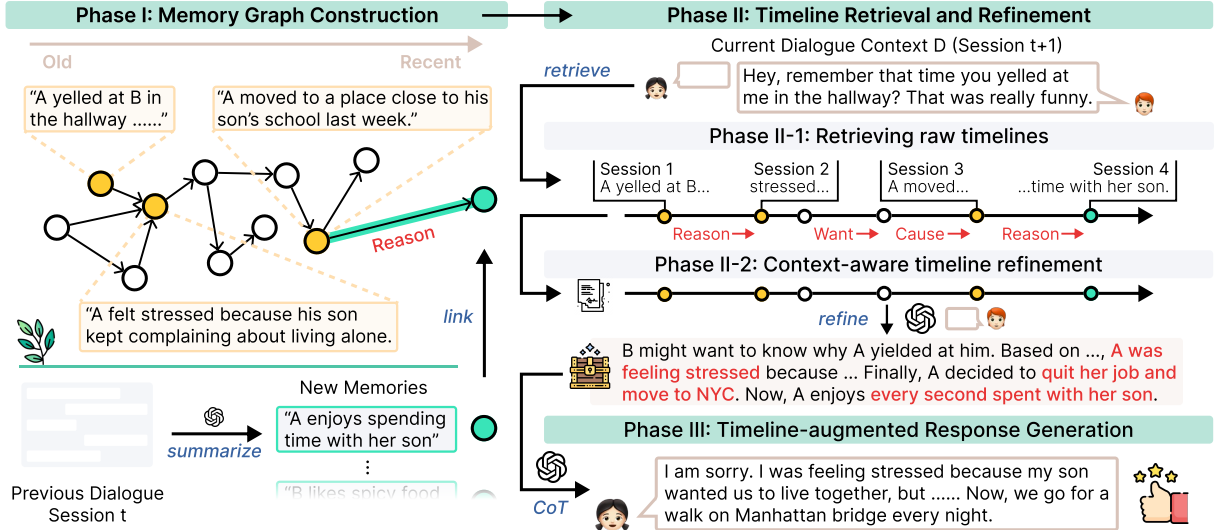 Phase I: Memory Graph Construction
Old
Recent
“A yelled at B in
the hallway ......”
“A moved to a place close to his
son’s school last week.”
Reason
“A felt stressed because his son
kept complaining about living alone.
link
New Memories
summarize
“A enjoys spending
time with her son”
⋮
“B likes spicy food
Previous Dialogue
Session t
Phase II: Timeline Retrieval and Refinement
Current Dialogue Context D (Session t+1)
retrieve
Hey, remember that time you yelled at
me in the hallway? That was really funny.
Phase II-1: Retrieving raw timelines
Session 1
A yelled at B...
Session 2
stressed...
Session 3
A moved...
Session 4
...time with her son.
Reason
Want
Cause
Reason
Phase II-2: Context-aware timeline refinement
refine
B might want to know why A yielded at him. Based on ..., A was
feeling stressed because ... Finally, A decided to quit her job and
move to NYC. Now, A enjoys every second spent with her son.
Phase III: Timeline-augmented Response Generation
CoT
I am sorry. I was feeling stressed because my son
wanted us to live together, but ...... Now, we go for a
walk on Manhattan bridge every night.